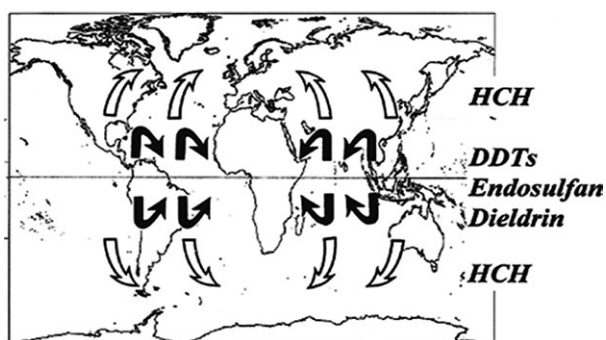 HCH
DDTs
Endosulfan
Dieldrin
HCH